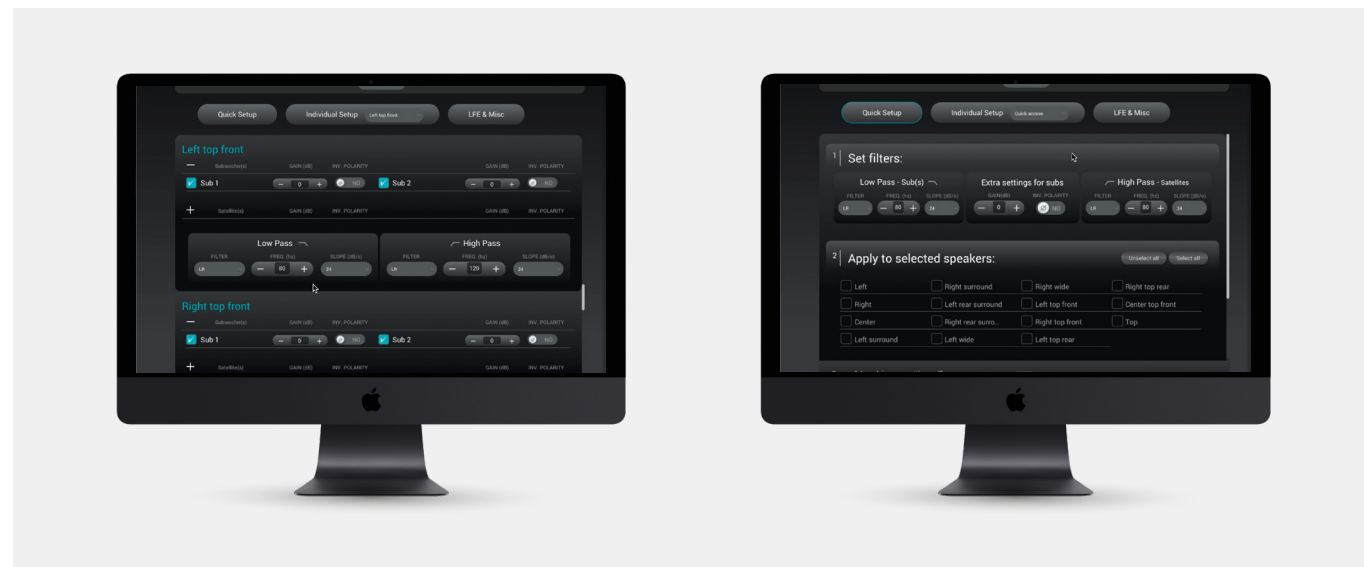 Quick Setup Individual Setup Left top front LFE & Misc
Left top front
Subwoofer(s) GAIN (dB) INV. POLARITY GAIN (dB) INV. POLARITY
Sub 1 − 0 + NO Sub 2 − 0 + NO
+ Satellite(s) GAIN (dB) INV. POLARITY GAIN (dB) INV. POLARITY
Low Pass High Pass
FILTER FREQ. (hz) SLOPE (dB/o) FILTER FREQ. (hz) SLOPE (dB/o)
LR − 80 + 24 LR − 120 + 24
Right top front
Subwoofer(s) GAIN (dB) INV. POLARITY GAIN (dB) INV. POLARITY
Sub 1 − 0 + NO Sub 2 − 0 + NO
+ Satellite(s) GAIN (dB) INV. POLARITY GAIN (dB) INV. POLARITY
Quick Setup Individual Setup Quick access LFE & Misc
1 Set filters:
Low Pass - Sub(s) Extra settings for subs High Pass - Satellites
FILTER FREQ. (hz) SLOPE (dB/o) GAIN(dB) INV. POLARITY FILTER FREQ. (hz) SLOPE (dB/o)
LR − 80 + 24 − 0 + NO LR − 80 + 24
2 Apply to selected speakers: Unselect all Select all
Left Right surround Right wide Right top rear
Right Left rear surround Left top front Center top front
Center Right rear surro.. Right top front Top
Left surround Left wide Left top rear